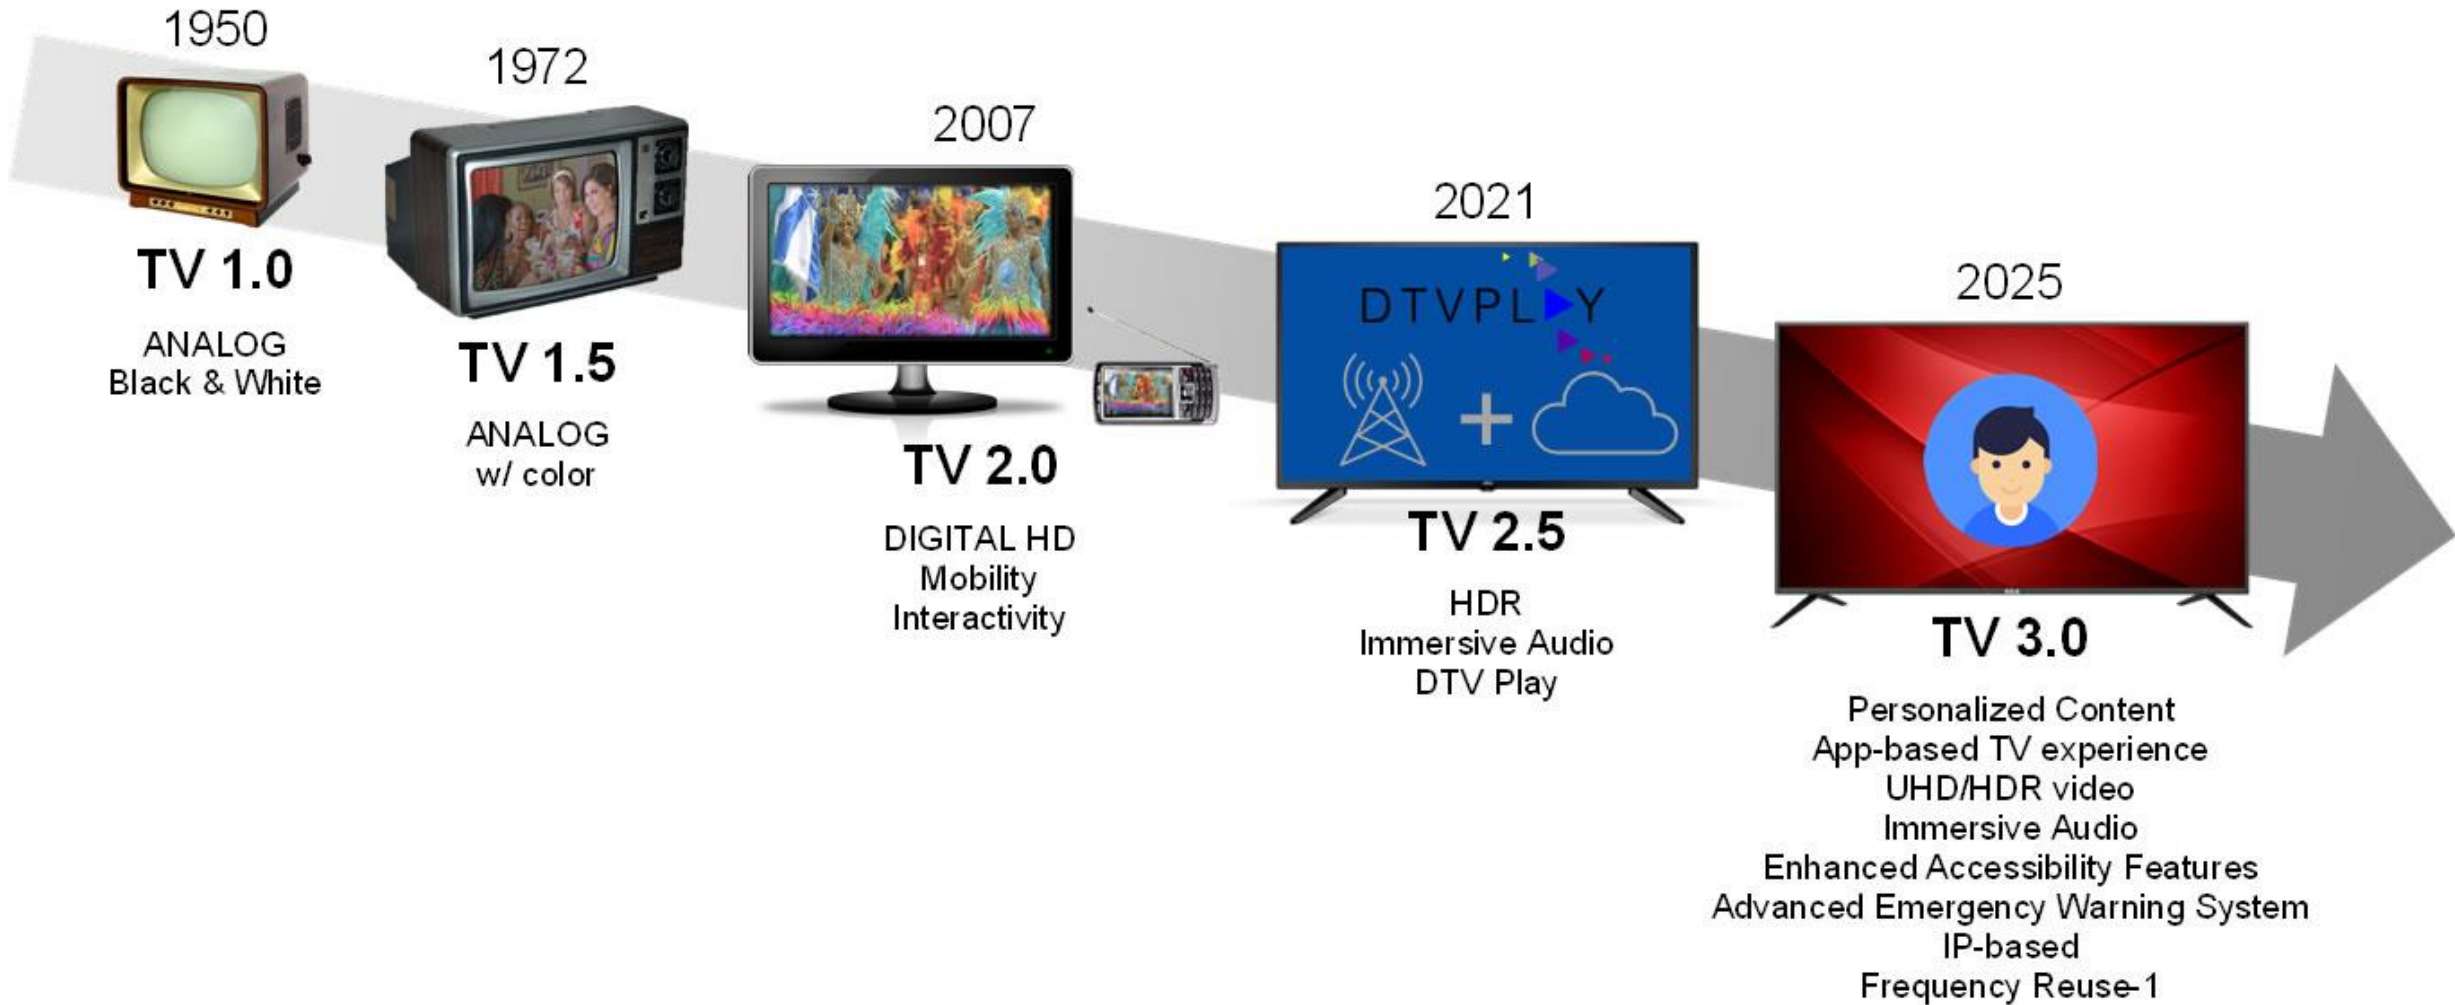 1950
TV 1.0
ANALOG
Black & White
1972
TV 1.5
ANALOG
w/ color
2007
TV 2.0
DIGITAL HD
Mobility
Interactivity
2021
DTVPL▶Y
TV 2.5
HDR
Immersive Audio
DTV Play
2025
TV 3.0
Personalized Content
App-based TV experience
UHD/HDR video
Immersive Audio
Enhanced Accessibility Features
Advanced Emergency Warning System
IP-based
Frequency Reuse-1